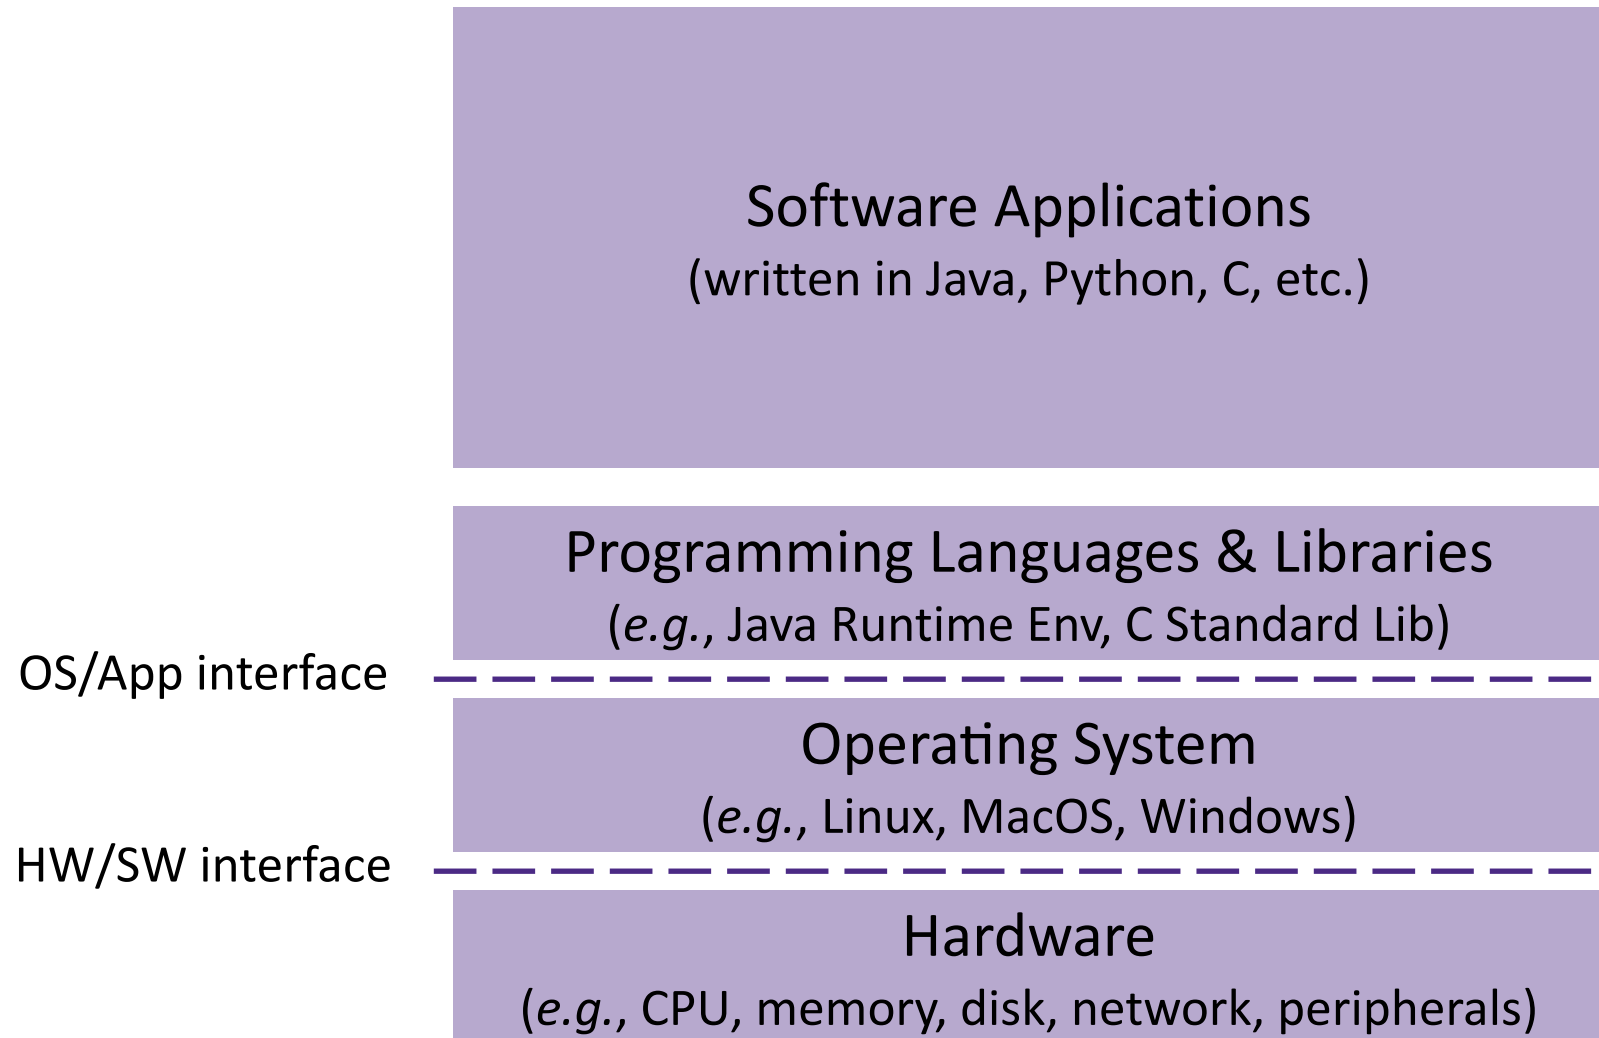 Software Applications
(written in Java, Python, C, etc.)
Programming Languages & Libraries
(e.g., Java Runtime Env, C Standard Lib)
OS/App interface
Operating System
(e.g., Linux, MacOS, Windows)
HW/SW interface
Hardware
(e.g., CPU, memory, disk, network, peripherals)